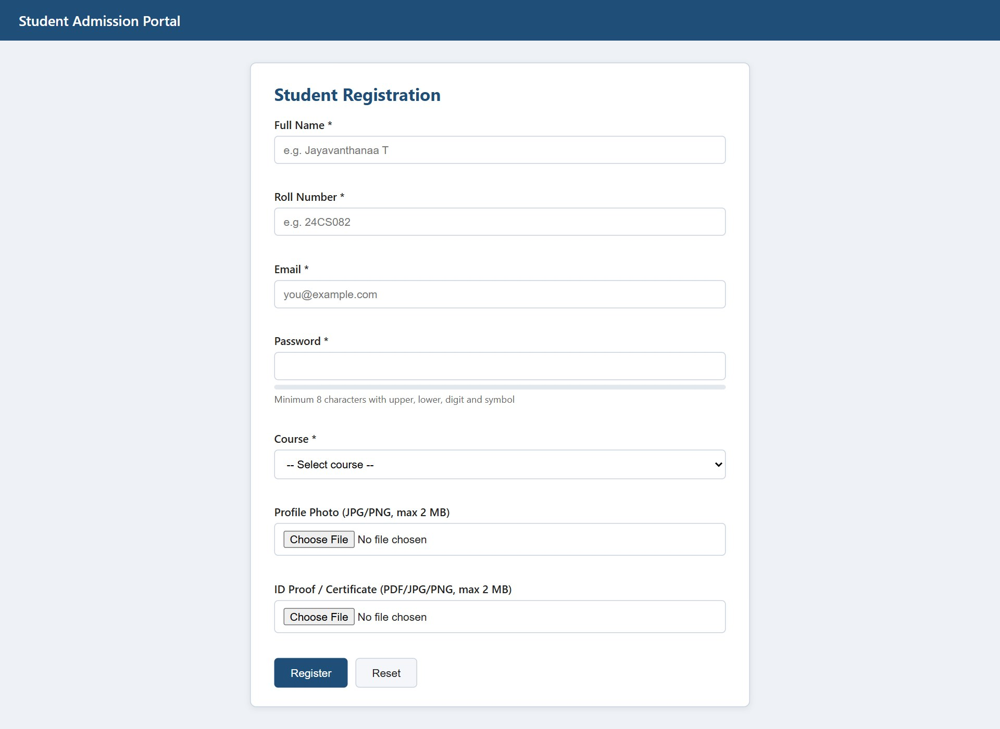 Student Admission Portal
Student Registration
Full Name *
e.g. Jayavanthanaa T
Roll Number *
e.g. 24CS082
Email *
you@example.com
Password *
Minimum 8 characters with upper, lower, digit and symbol
Course *
-- Select course --
Profile Photo (JPG/PNG, max 2 MB)
Choose File No file chosen
ID Proof / Certificate (PDF/JPG/PNG, max 2 MB)
Choose File No file chosen
Register Reset